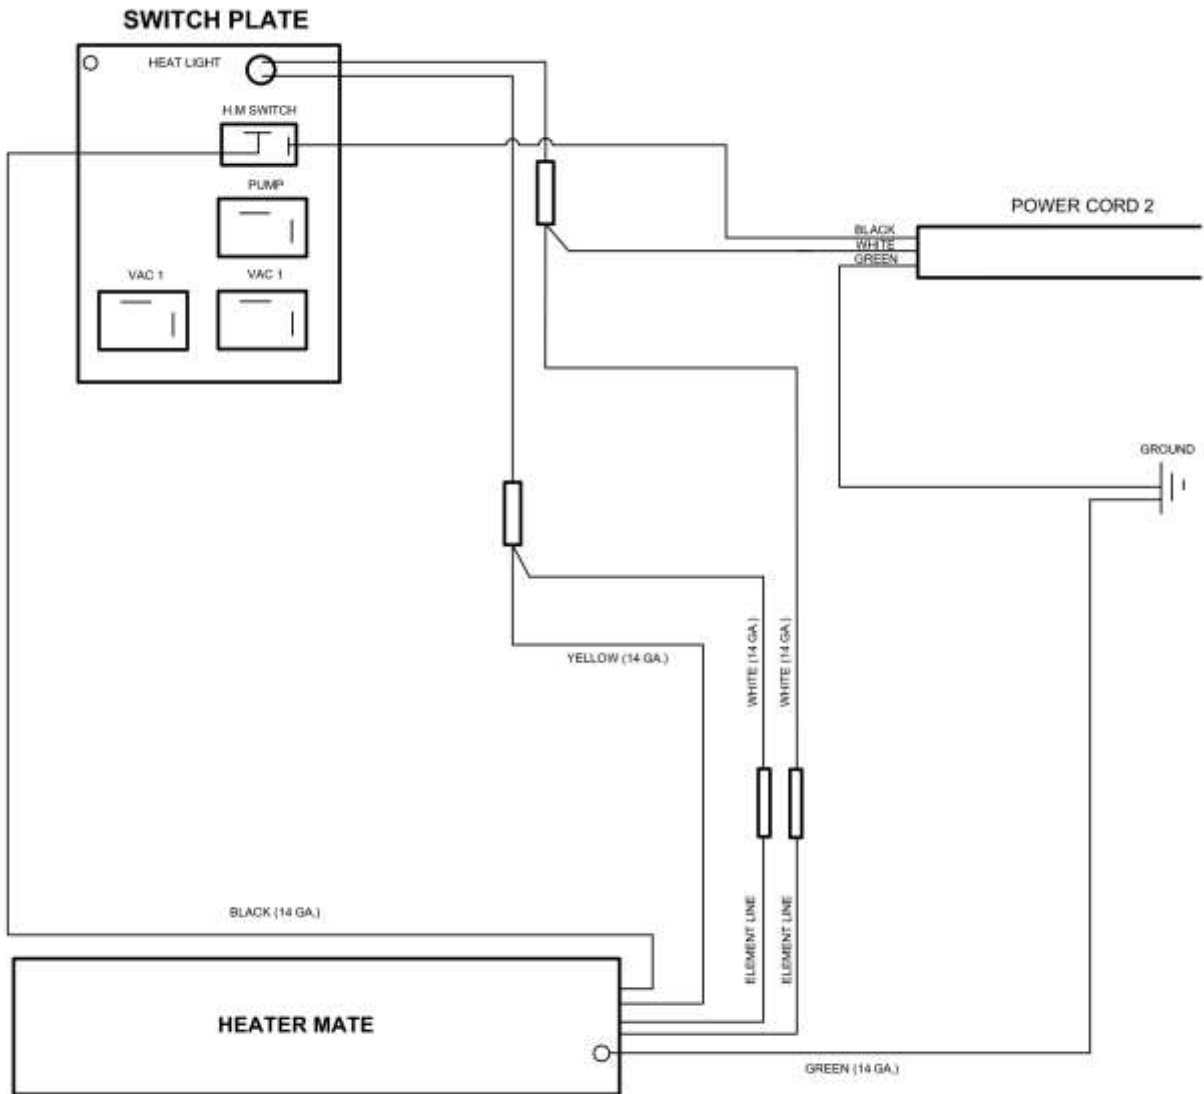 SWITCH PLATE
HEAT LIGHT
H.M SWITCH
PUMP
VAC 1
VAC 1
POWER CORD 2
BLACK
WHITE
GREEN
GROUND
YELLOW (14 GA.)
WHITE (14 GA.)
WHITE (14 GA.)
ELEMENT LINE
ELEMENT LINE
BLACK (14 GA.)
HEATER MATE
GREEN (14 GA.)